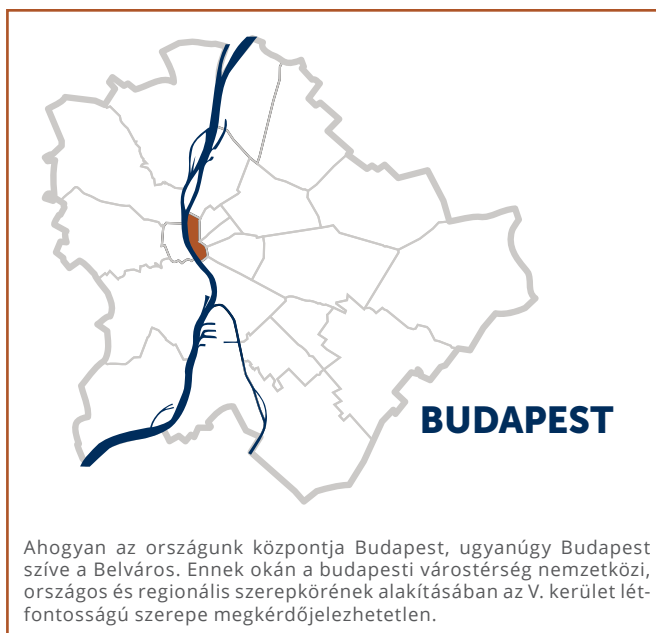 BUDAPEST
Ahogyan az országunk központja Budapest, ugyanúgy Budapest
szíve a Belváros. Ennek okán a budapesti várostérség nemzetközi,
országos és regionális szerepkörének alakításában az V. kerület lét-
fontosságú szerepe megkérdőjelezhetetlen.